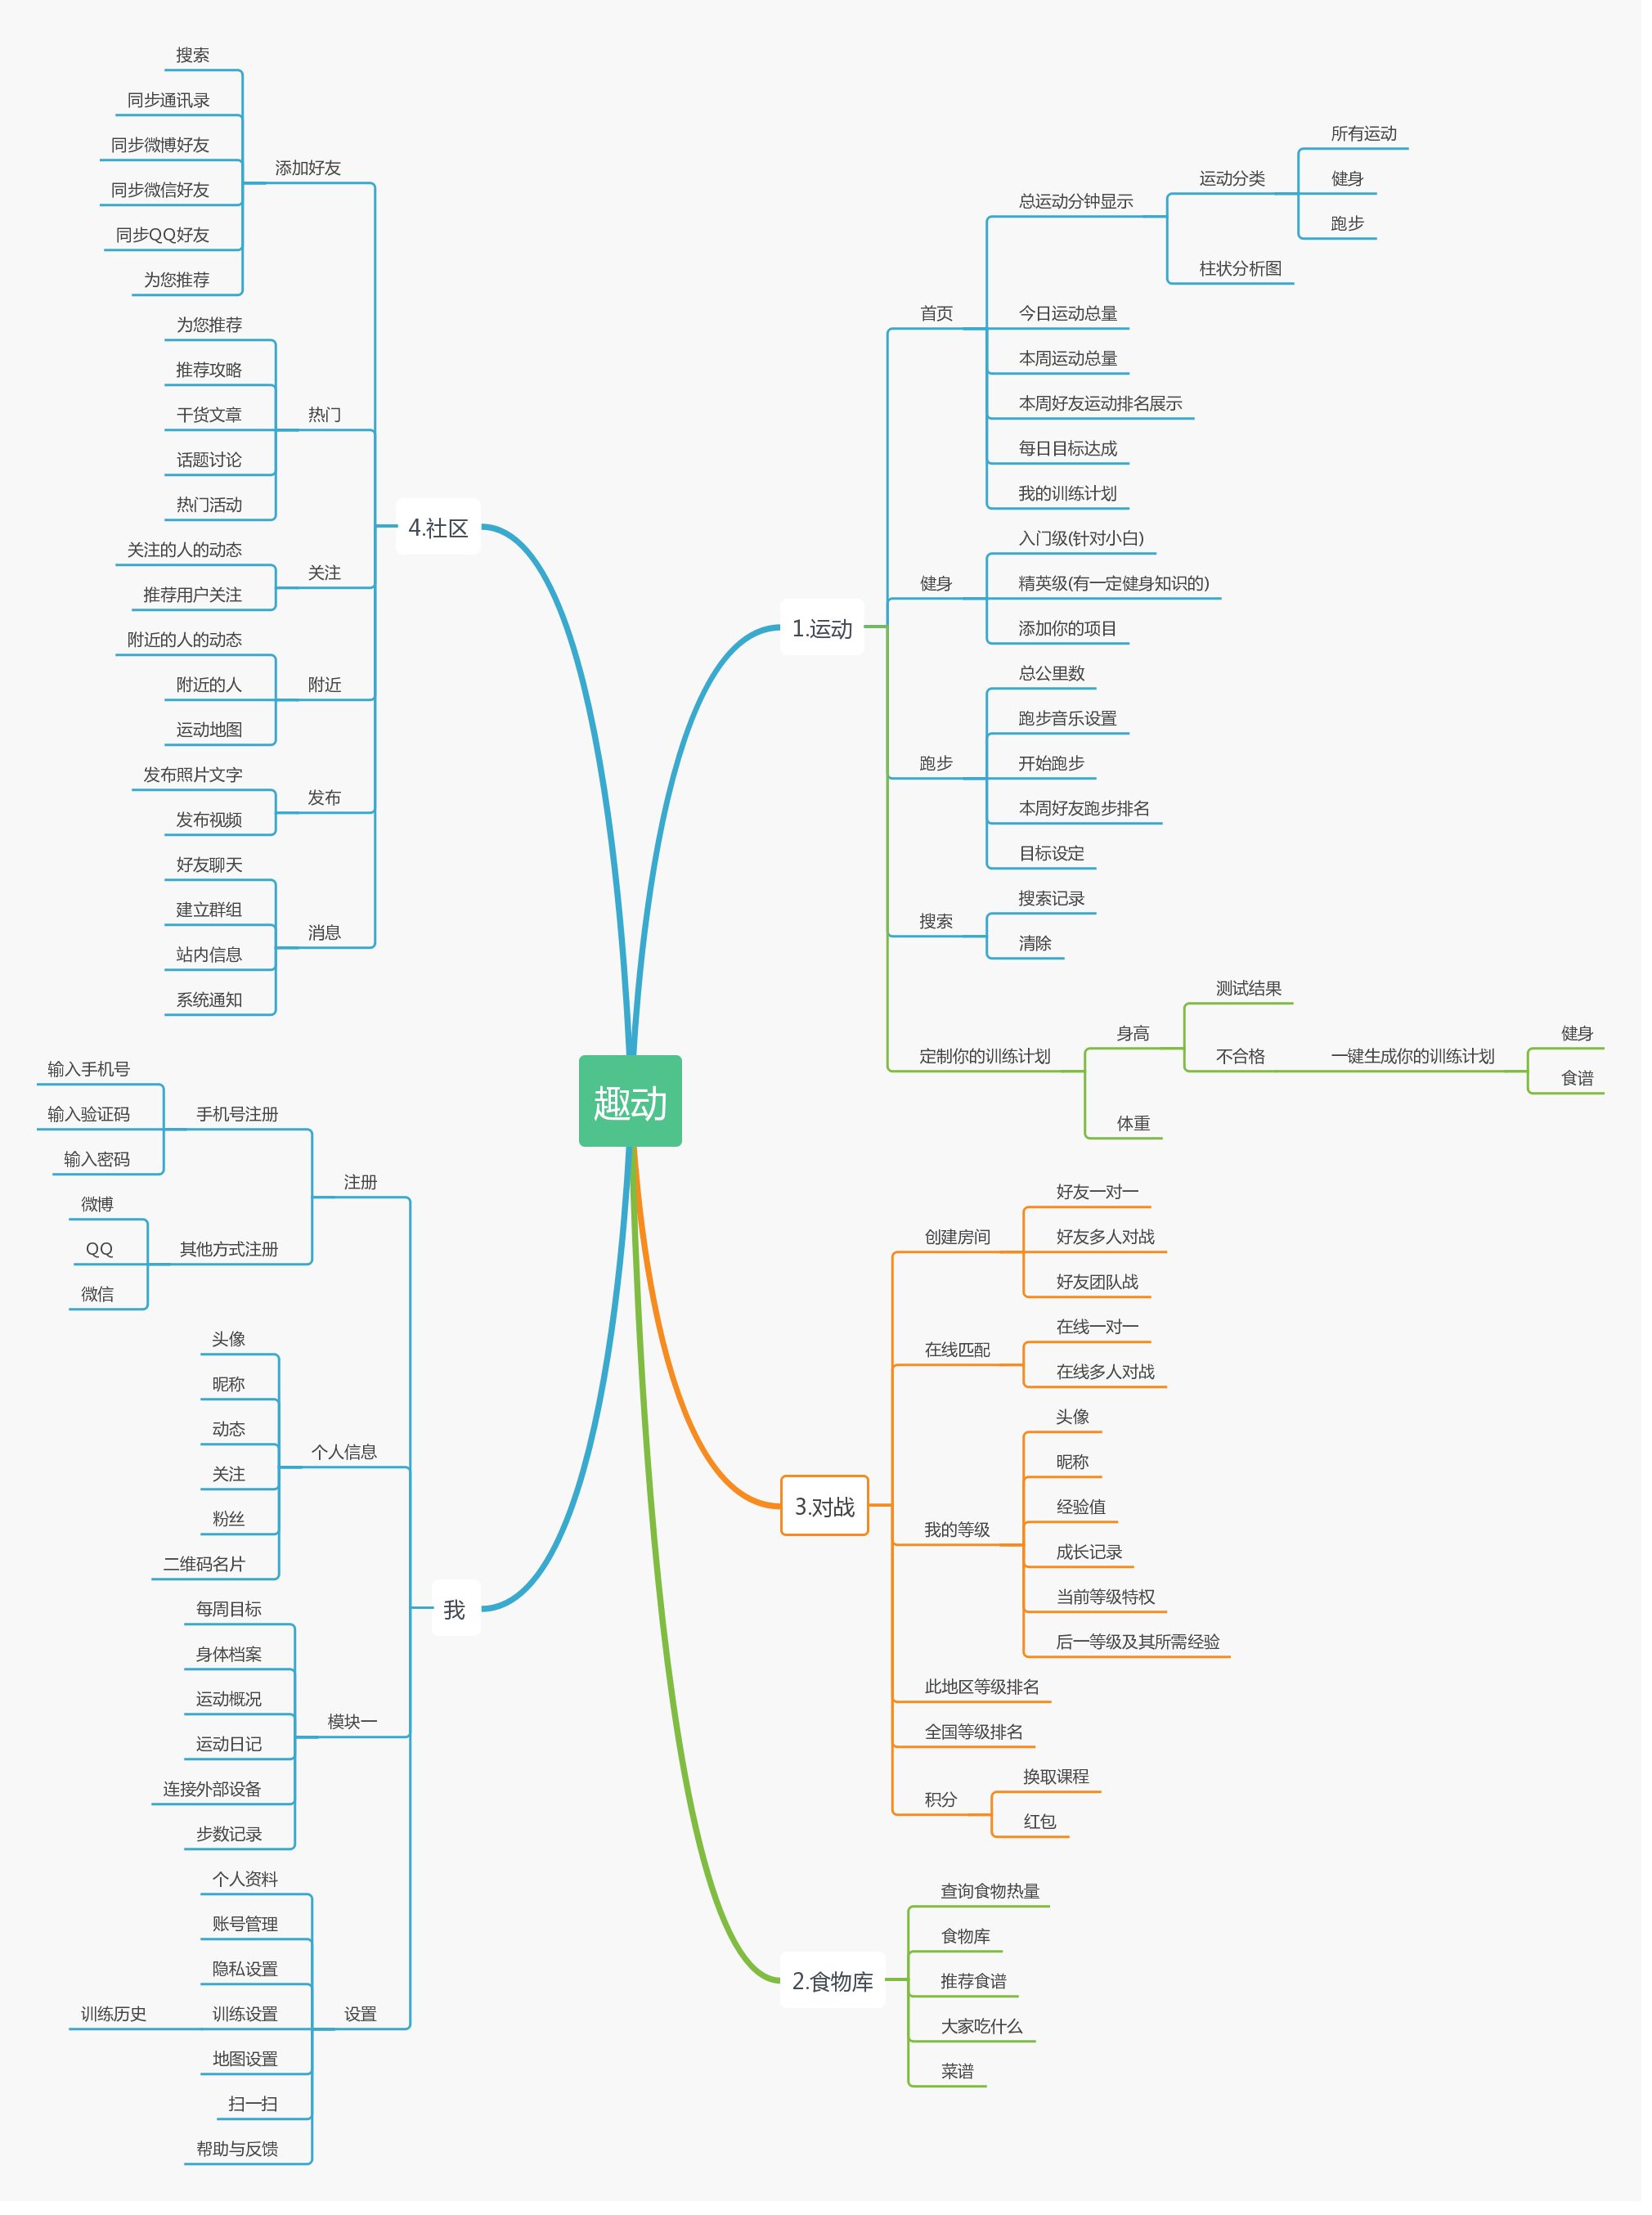 趣动
1.运动
首页
总运动分钟显示
运动分类
所有运动
健身
跑步
柱状分析图
今日运动总量
本周运动总量
本周好友运动排名展示
每日目标达成
我的训练计划
健身
入门级(针对小白)
精英级(有一定健身知识的)
添加你的项目
跑步
总公里数
跑步音乐设置
开始跑步
本周好友跑步排名
目标设定
搜索
搜索记录
清除
定制你的训练计划
身高
测试结果
不合格
一键生成你的训练计划
健身
食谱
体重
3.对战
创建房间
好友一对一
好友多人对战
好友团队战
在线匹配
在线一对一
在线多人对战
我的等级
头像
昵称
经验值
成长记录
当前等级特权
后一等级及其所需经验
此地区等级排名
全国等级排名
积分
换取课程
红包
2.食物库
查询食物热量
食物库
推荐食谱
大家吃什么
菜谱
4.社区
添加好友
搜索
同步通讯录
同步微博好友
同步微信好友
同步QQ好友
为您推荐
热门
为您推荐
推荐攻略
干货文章
话题讨论
热门活动
关注
关注的人的动态
推荐用户关注
附近
附近的人的动态
附近的人
运动地图
发布
发布照片文字
发布视频
消息
好友聊天
建立群组
站内信息
系统通知
我
注册
手机号注册
输入手机号
输入验证码
输入密码
其他方式注册
微博
QQ
微信
个人信息
头像
昵称
动态
关注
粉丝
二维码名片
模块一
每周目标
身体档案
运动概况
运动日记
连接外部设备
步数记录
设置
个人资料
账号管理
隐私设置
训练设置
训练历史
地图设置
扫一扫
帮助与反馈